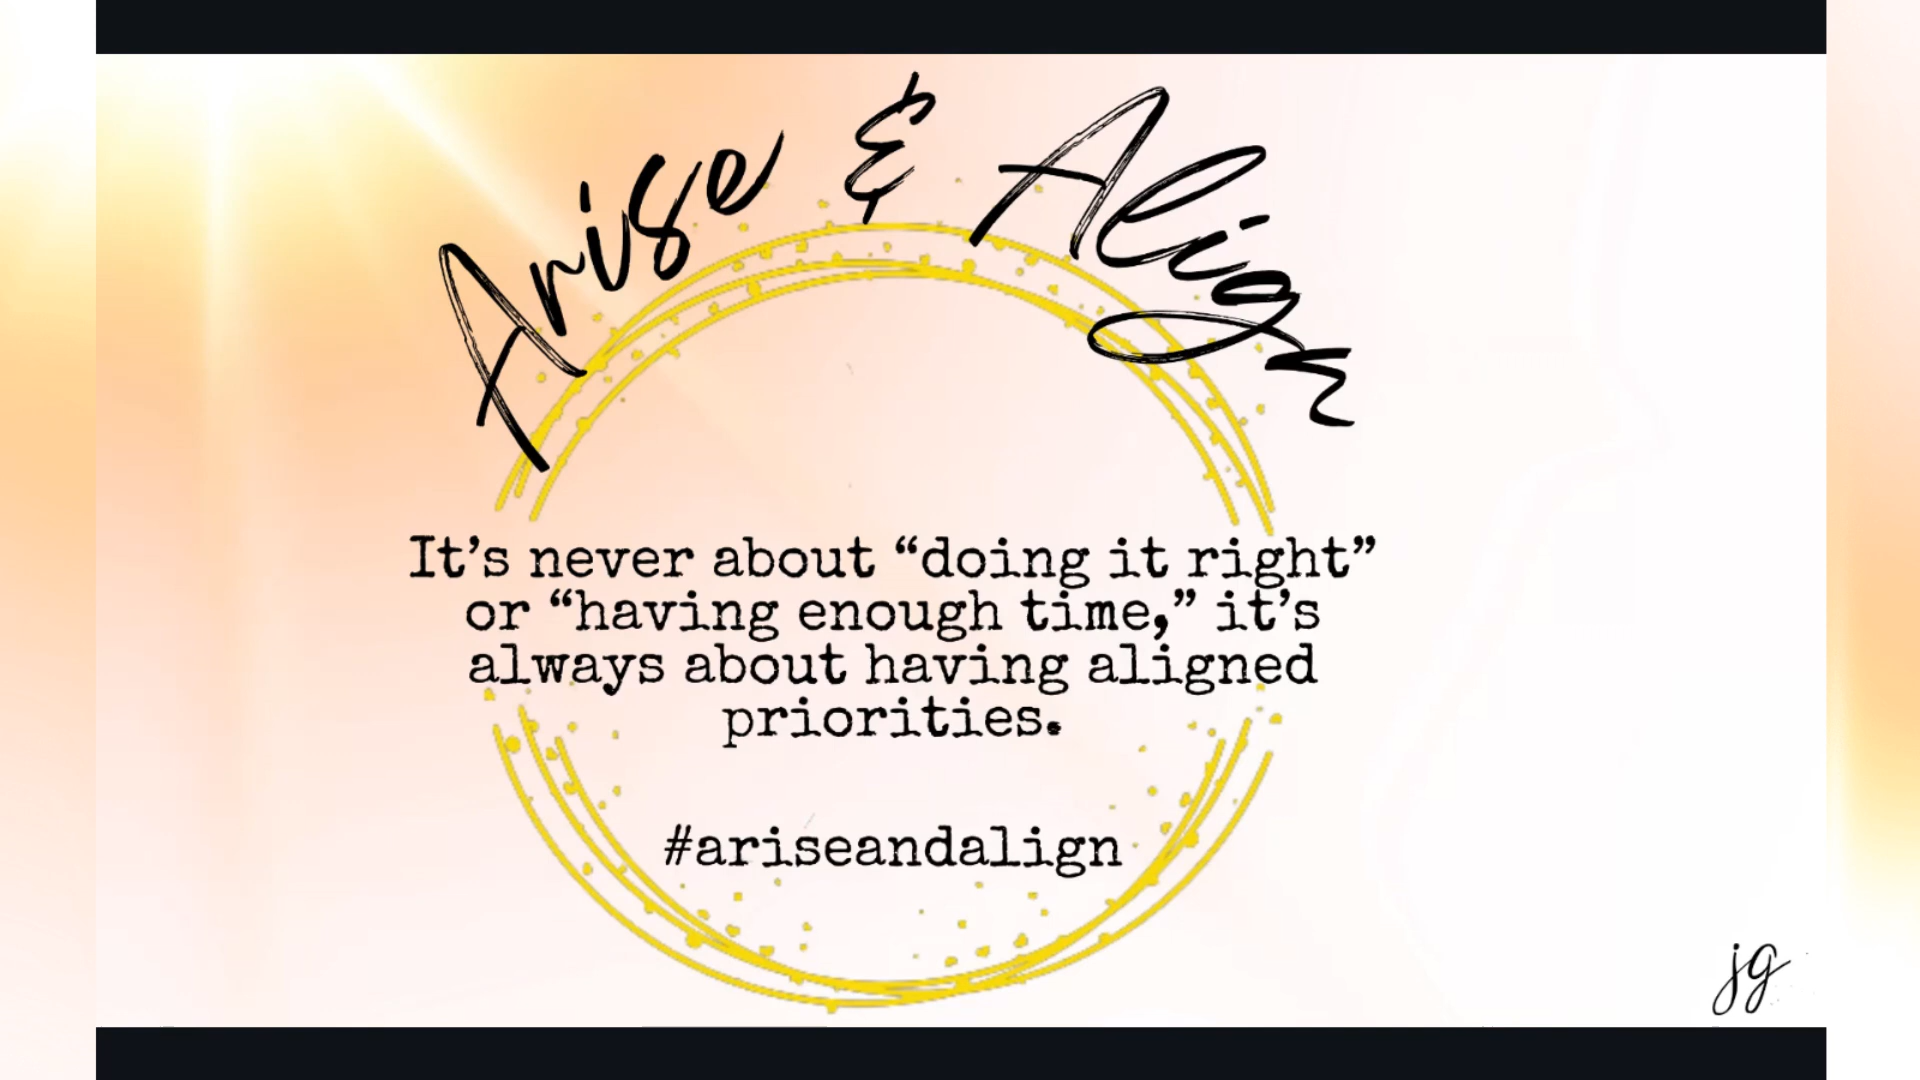 Arise & Align
It’s never about “doing it right”
or “having enough time,” it’s
always about having aligned
priorities.
#ariseandalign
jg